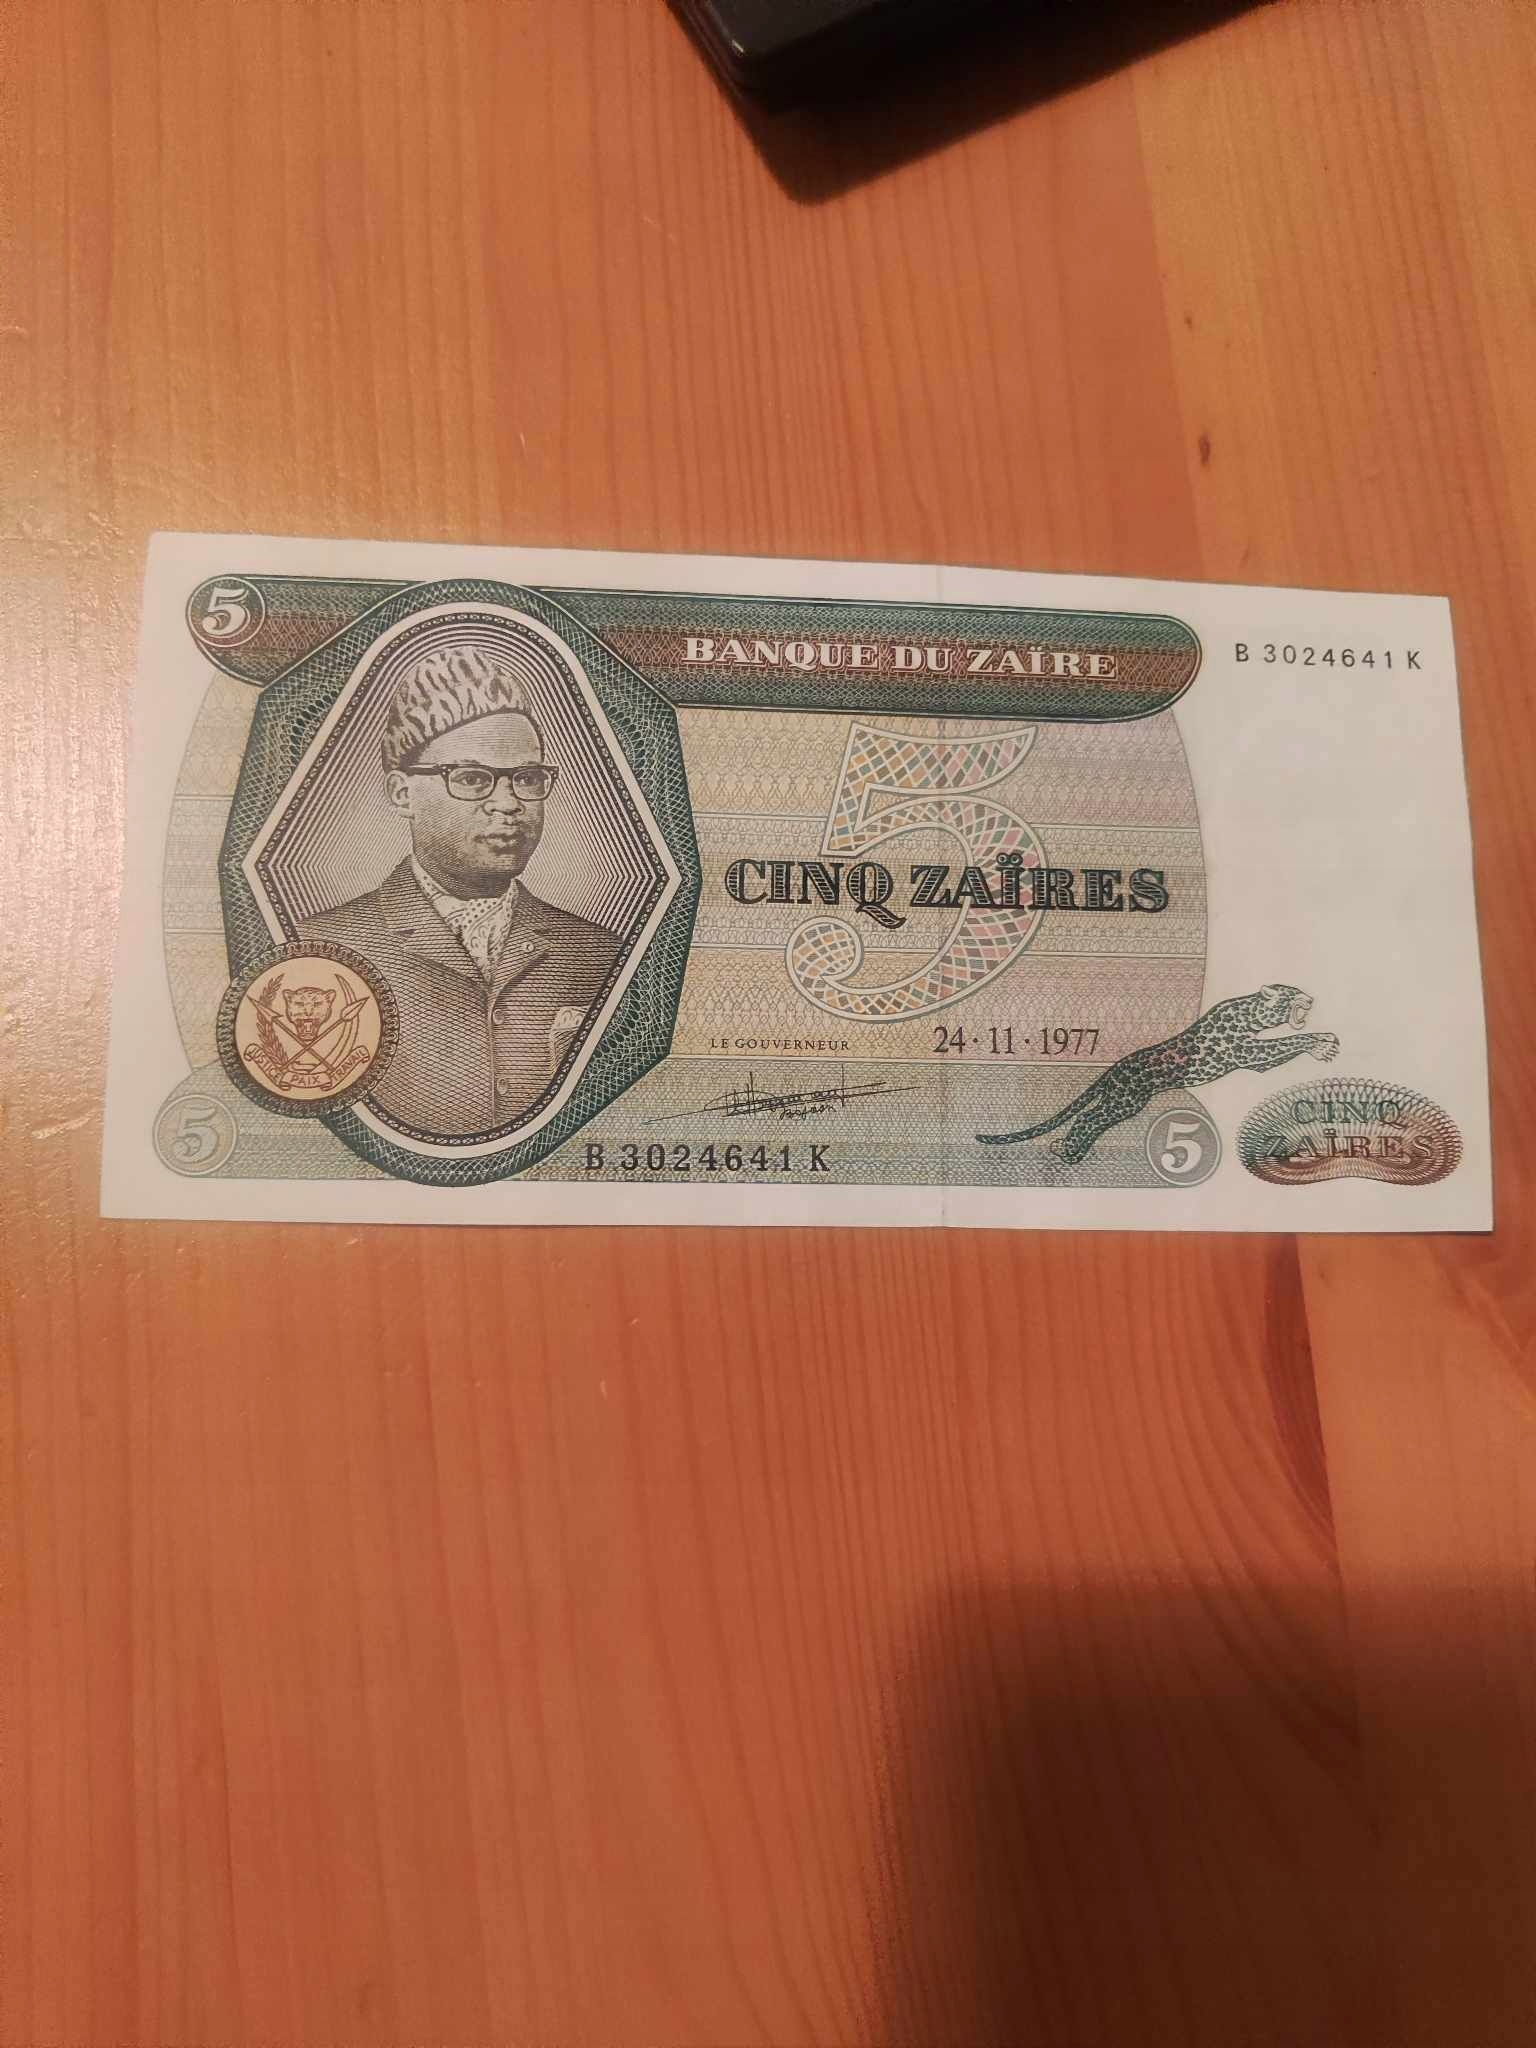 5
BANQUE DU ZAÏRE
B 3024641 K
5
CINQ ZAÏRES
LE GOUVERNEUR
24·11·1977
JUSTICE PAIX TRAVAIL
5
B 3024641 K
5
CINQ
ZAÏRES